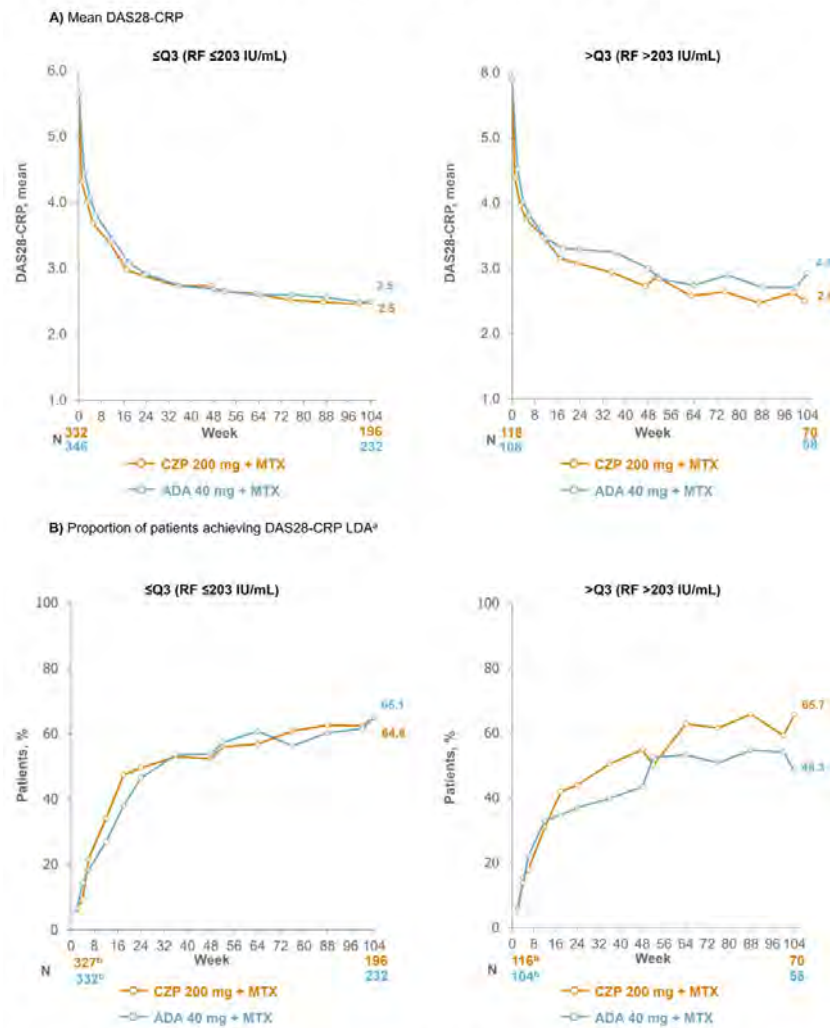 A) Mean DAS28-CRP
≤Q3 (RF ≤203 IU/mL)
6.0
5.0
4.0
3.0
2.0
1.0
DAS28-CRP, mean
2.5
2.5
0 8 16 24 32 40 48 56 64 72 80 88 96 104
Week
N
332
346
196
232
CZP 200 mg + MTX
ADA 40 mg + MTX
>Q3 (RF >203 IU/mL)
6.0
5.0
4.0
3.0
2.0
1.0
DAS28-CRP, mean
0 8 16 24 32 40 48 56 64 72 80 88 96 104
Week
N
118
108
70
58
CZP 200 mg + MTX
ADA 40 mg + MTX
B) Proportion of patients achieving DAS28-CRP LDAᵃ
≤Q3 (RF ≤203 IU/mL)
100
80
60
40
20
0
Patients, %
65.1
64.8
0 8 16 24 32 40 48 56 64 72 80 88 96 104
Week
N
327ᵇ
332ᵇ
196
232
CZP 200 mg + MTX
ADA 40 mg + MTX
>Q3 (RF >203 IU/mL)
100
80
60
40
20
0
Patients, %
65.7
48.3
0 8 16 24 32 40 48 56 64 72 80 88 96 104
Week
N
116ᵇ
104ᵇ
70
58
CZP 200 mg + MTX
ADA 40 mg + MTX